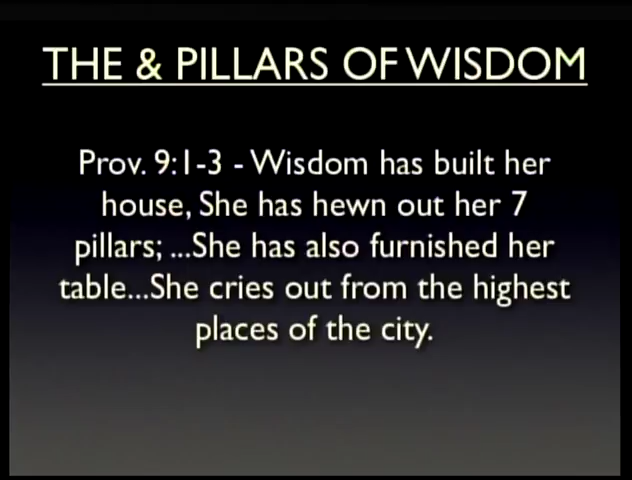 THE & PILLARS OF WISDOM
Prov. 9:1-3 - Wisdom has built her
house, She has hewn out her 7
pillars; ...She has also furnished her
table...She cries out from the highest
places of the city.